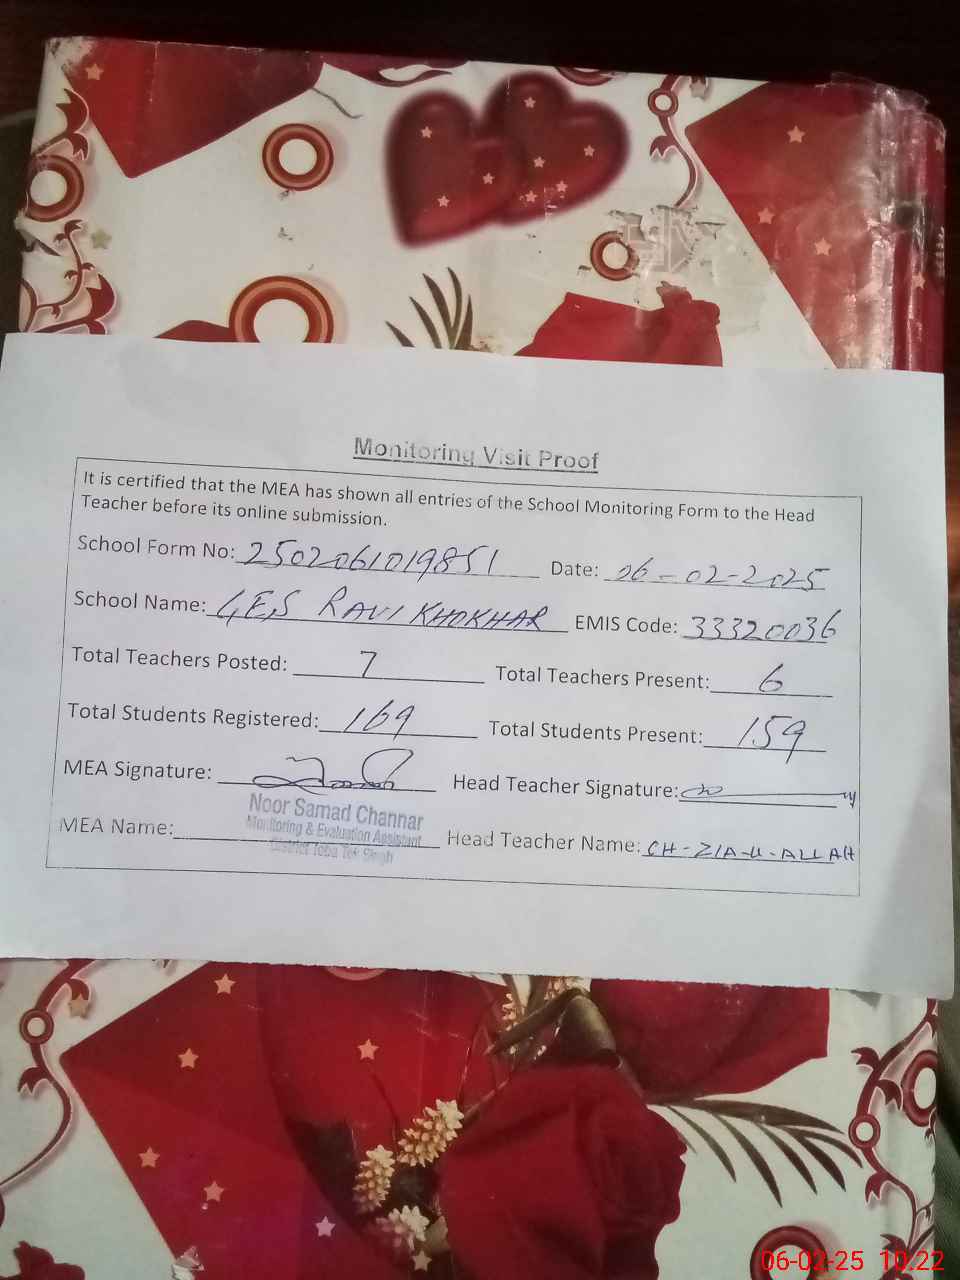 Monitoring Visit Proof
It is certified that the MEA has shown all entries of the School Monitoring Form to the Head
Teacher before its online submission.
School Form No: 2502061019851 Date: 06-02-2025
School Name: GES RAVI KHOKHAR EMIS Code: 33320036
Total Teachers Posted: 7 Total Teachers Present: 6
Total Students Registered: 169 Total Students Present: 159
MEA Signature: Head Teacher Signature:
Noor Samad Channar
Monitoring & Evaluation Assistant
District Toba Tek Singh
MEA Name: Head Teacher Name: CH-ZIA-U-ALLAH
06-02-25 10:22